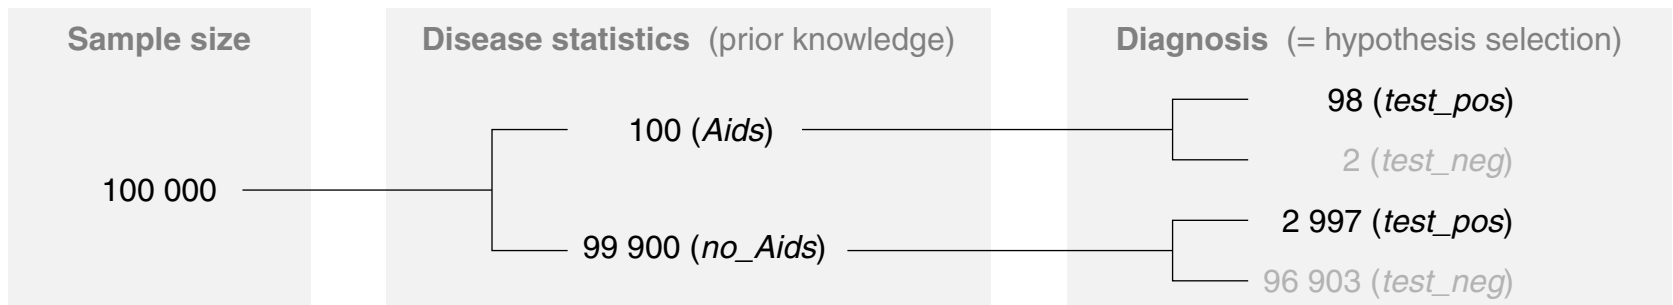 Sample size
Disease statistics (prior knowledge)
Diagnosis (= hypothesis selection)
98 (test_pos)
100 (Aids)
2 (test_neg)
100 000
2 997 (test_pos)
99 900 (no_Aids)
96 903 (test_neg)